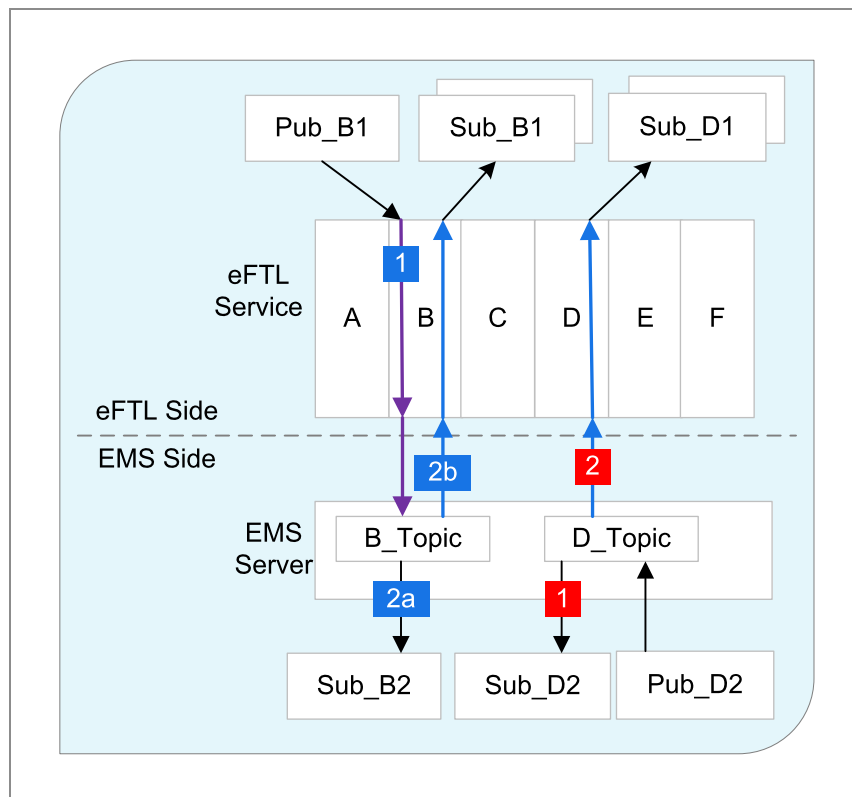 Pub_B1
Sub_B1
Sub_D1
eFTL
Service
1
A
B
C
D
E
F
eFTL Side
EMS Side
2b
2
EMS
Server
B_Topic
D_Topic
2a
1
Sub_B2
Sub_D2
Pub_D2